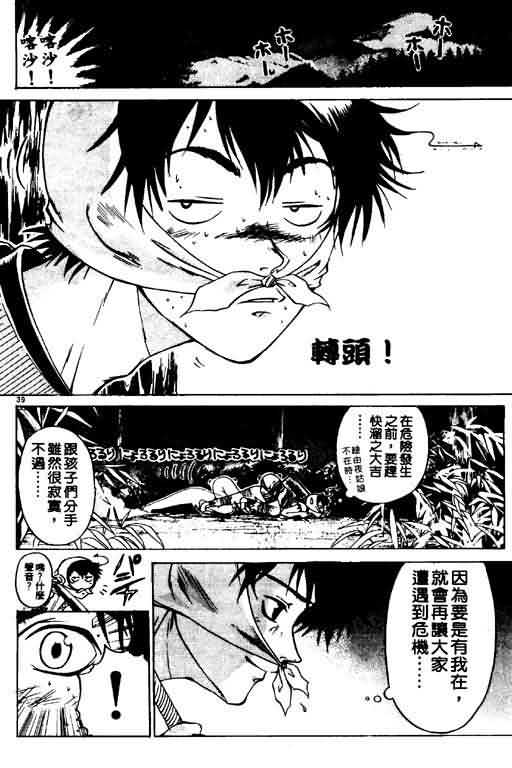 ホーホー
ホーホー
喀沙！
喀沙！
轉頭！
39
在危險發生
之前，要趕
快溜之大吉
趁由夜姑娘
不在時…
跟孩子們分手
雖然很寂寞，
不過……
因為要是有我在，
就會再讓大家
遭遇到危機……
嗎？什麼
聲音？
！